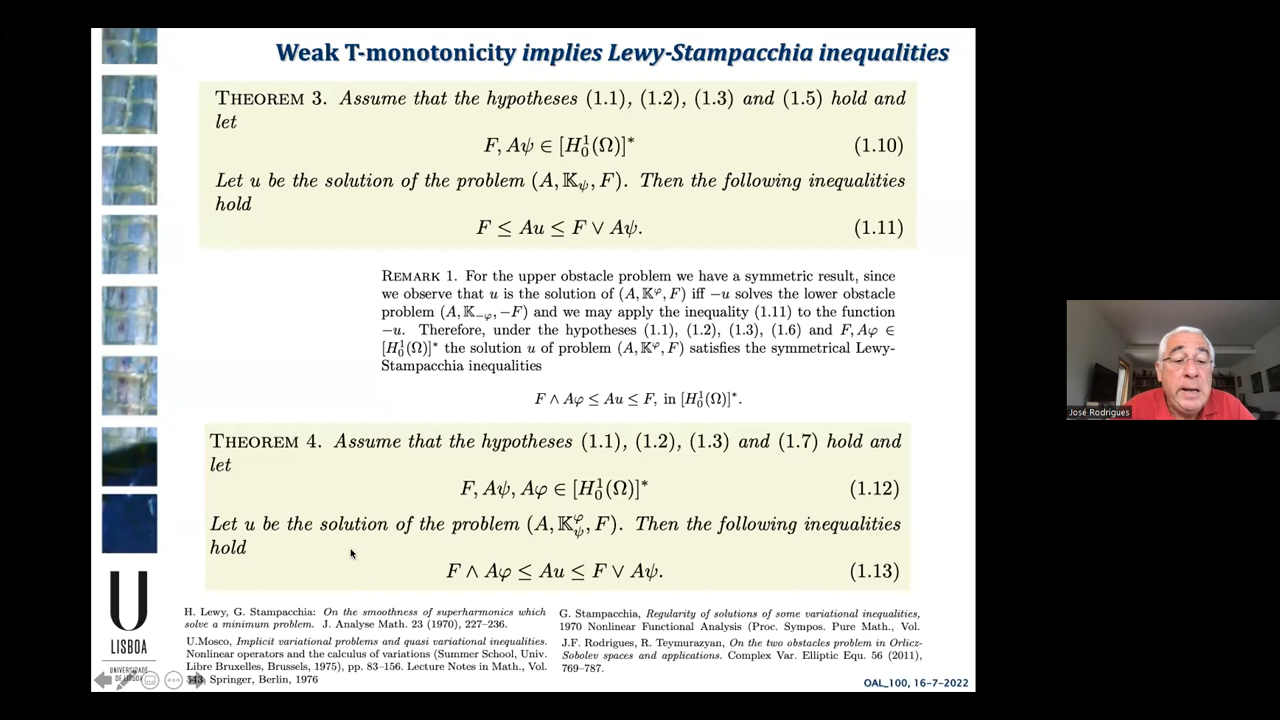 Weak T-monotonicity implies Lewy-Stampacchia inequalities
THEOREM 3. Assume that the hypotheses (1.1), (1.2), (1.3) and (1.5) hold and
let
F, Aψ ∈ [H₀¹(Ω)]* (1.10)
Let u be the solution of the problem (A, 𝕂_ψ, F). Then the following inequalities
hold
F ≤ Au ≤ F ∨ Aψ. (1.11)
REMARK 1. For the upper obstacle problem we have a symmetric result, since
we observe that u is the solution of (A, 𝕂^φ, F) iff −u solves the lower obstacle
problem (A, 𝕂_−φ, −F) and we may apply the inequality (1.11) to the function
−u. Therefore, under the hypotheses (1.1), (1.2), (1.3), (1.6) and F, Aφ ∈
[H₀¹(Ω)]* the solution u of problem (A, 𝕂^φ, F) satisfies the symmetrical Lewy-
Stampacchia inequalities
F ∧ Aφ ≤ Au ≤ F, in [H₀¹(Ω)]*.
José Rodrigues
THEOREM 4. Assume that the hypotheses (1.1), (1.2), (1.3) and (1.7) hold and
let
F, Aψ, Aφ ∈ [H₀¹(Ω)]* (1.12)
Let u be the solution of the problem (A, 𝕂_ψ^φ, F). Then the following inequalities
hold
F ∧ Aφ ≤ Au ≤ F ∨ Aψ. (1.13)
H. Lewy, G. Stampacchia: On the smoothness of superharmonics which
solve a minimum problem. J. Analyse Math. 23 (1970), 227–236.
U.Mosco, Implicit variational problems and quasi variational inequalities.
Nonlinear operators and the calculus of variations (Summer School, Univ.
Libre Bruxelles, Brussels, 1975), pp. 83–156. Lecture Notes in Math., Vol.
543, Springer, Berlin, 1976
G. Stampacchia, Regularity of solutions of some variational inequalities,
1970 Nonlinear Functional Analysis (Proc. Sympos. Pure Math., Vol.
J.F. Rodrigues, R. Teymurazyan, On the two obstacles problem in Orlicz-
Sobolev spaces and applications. Complex Var. Elliptic Equ. 56 (2011),
769–787.
U
LISBOA
UNIVERSIDADE
DE LISBOA
OAL_100, 16-7-2022